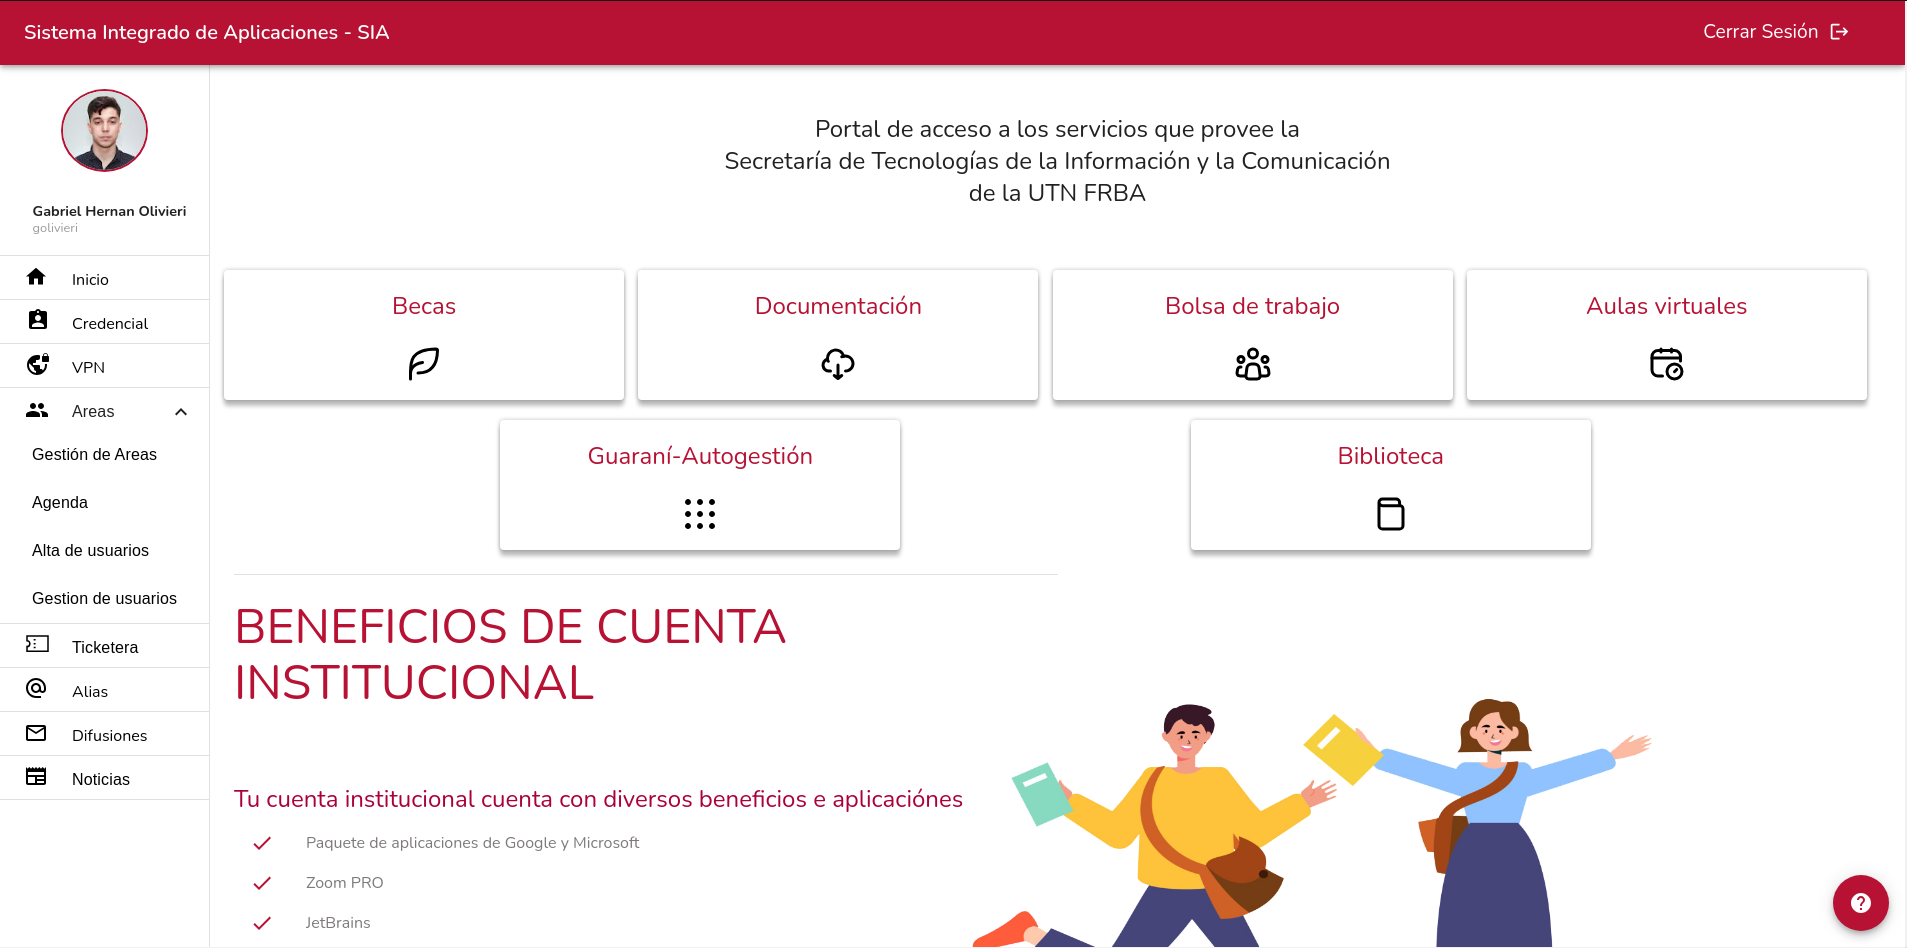 Sistema Integrado de Aplicaciones - SIA
Cerrar Sesión
Gabriel Hernan Olivieri
golivieri
Inicio
Credencial
VPN
Areas
Gestión de Areas
Agenda
Alta de usuarios
Gestion de usuarios
Ticketera
Alias
Difusiones
Noticias
Portal de acceso a los servicios que provee la
Secretaría de Tecnologías de la Información y la Comunicación
de la UTN FRBA
Becas
Documentación
Bolsa de trabajo
Aulas virtuales
Guaraní-Autogestión
Biblioteca
BENEFICIOS DE CUENTA
INSTITUCIONAL
Tu cuenta institucional cuenta con diversos beneficios e aplicaciónes
Paquete de aplicaciones de Google y Microsoft
Zoom PRO
JetBrains